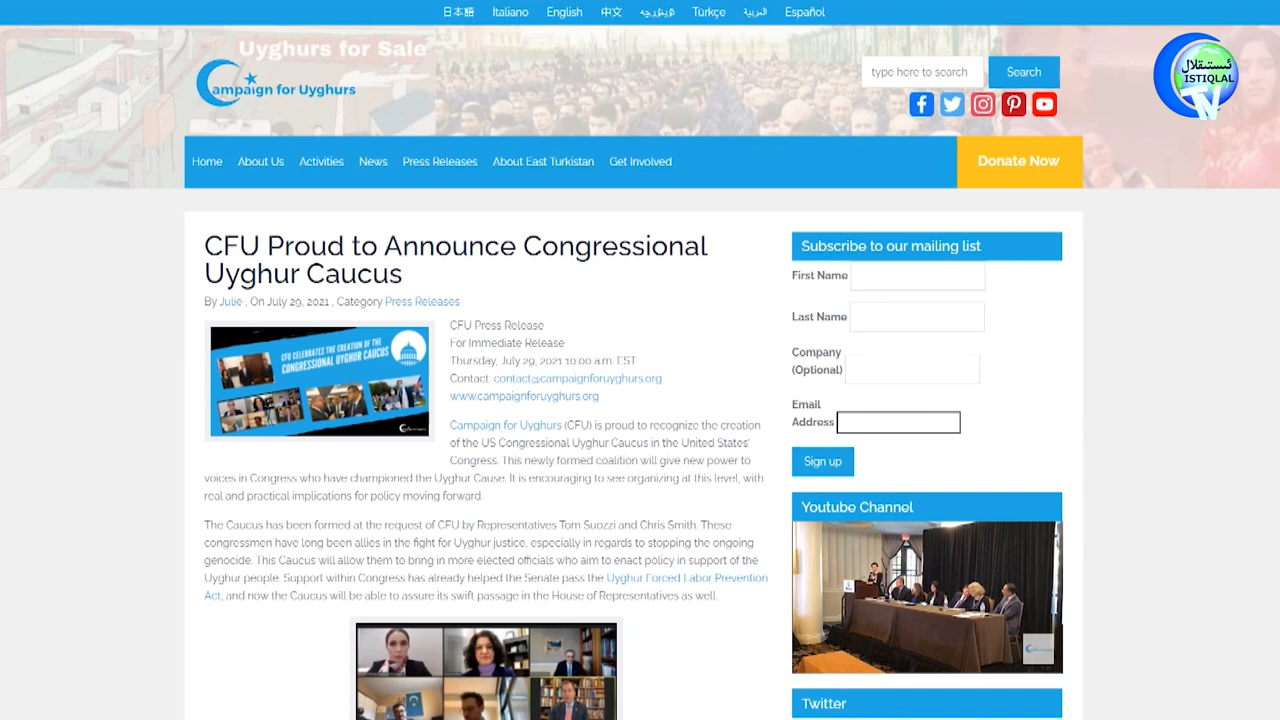 日本語 Italiano English 中文 ئۇيغۇرچە Türkçe العربية Español
Uyghurs for Sale
Campaign for Uyghurs
type here to search Search
ئىستىقلال
ISTIQLAL
TV
Home About Us Activities News Press Releases About East Turkistan Get Involved Donate Now
CFU Proud to Announce Congressional
Uyghur Caucus
By Julie , On July 29, 2021 , Category Press Releases
CFU CELEBRATES THE CREATION OF THE
CONGRESSIONAL UYGHUR CAUCUS
CFU Press Release
For Immediate Release
Thursday, July 29, 2021 10:00 a.m. EST
Contact: contact@campaignforuyghurs.org
www.campaignforuyghurs.org
Campaign for Uyghurs (CFU) is proud to recognize the creation
of the US Congressional Uyghur Caucus in the United States'
Congress. This newly formed coalition will give new power to
voices in Congress who have championed the Uyghur Cause. It is encouraging to see organizing at this level, with
real and practical implications for policy moving forward.
The Caucus has been formed at the request of CFU by Representatives Tom Suozzi and Chris Smith. These
congressmen have long been allies in the fight for Uyghur justice, especially in regards to stopping the ongoing
genocide. This Caucus will allow them to bring in more elected officials who aim to enact policy in support of the
Uyghur people. Support within Congress has already helped the Senate pass the Uyghur Forced Labor Prevention
Act, and now the Caucus will be able to assure its swift passage in the House of Representatives as well.
Subscribe to our mailing list
First Name
Last Name
Company
(Optional)
Email
Address
Sign up
Youtube Channel
Twitter